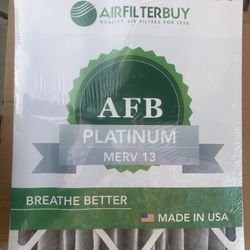 AIRFILTERBUY
QUALITY AIR FILTERS FOR LESS
AFB
PLATINUM
MERV 13
BREATHE BETTER
MADE IN USA